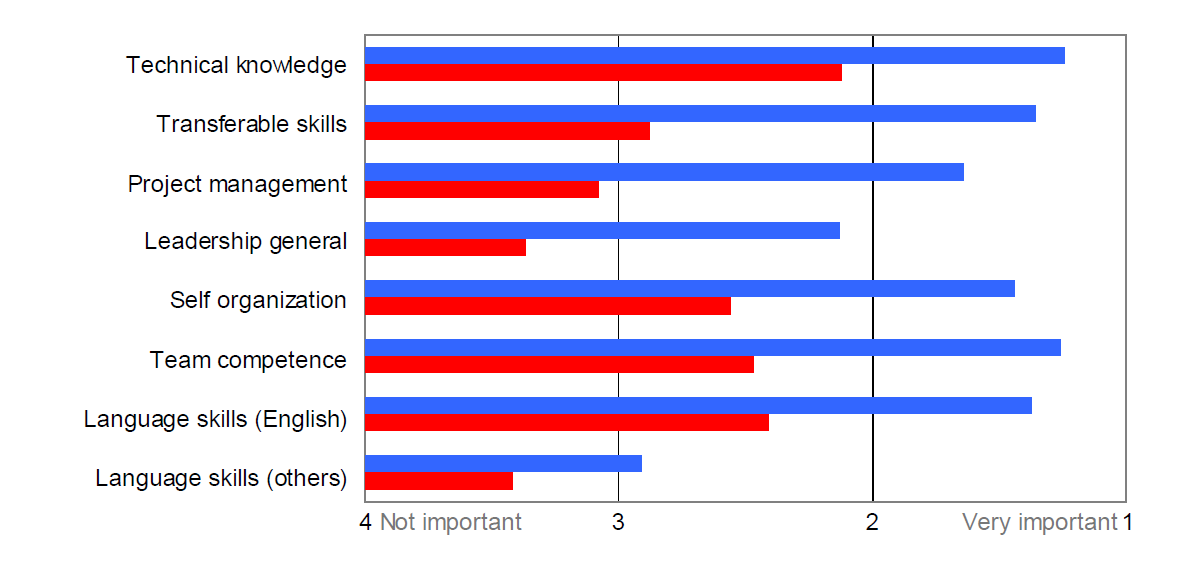 Technical knowledge
Transferable skills
Project management
Leadership general
Self organization
Team competence
Language skills (English)
Language skills (others)
4 Not important 3 2 Very important 1